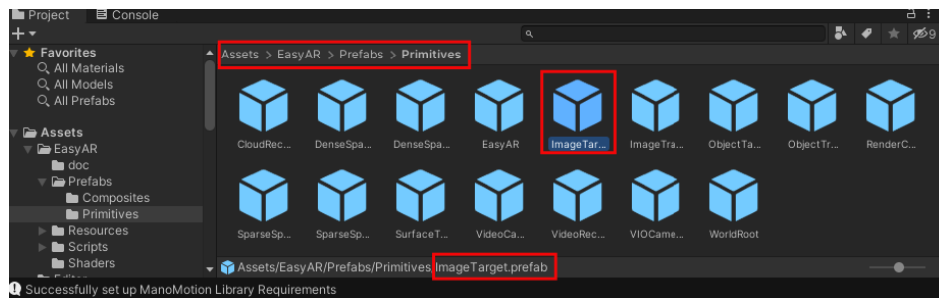 Project Console
9
Favorites
All Materials
All Models
All Prefabs
Assets
EasyAR
doc
Prefabs
Composites
Primitives
Resources
Scripts
Shaders
Assets > EasyAR > Prefabs > Primitives
CloudRec... DenseSpa... DenseSpa... EasyAR ImageTar... ImageTra... ObjectTa... ObjectTr... RenderC...
SparseSp... SparseSp... SurfaceT... VideoCa... VideoRec... VIOCame... WorldRoot
Assets/EasyAR/Prefabs/Primitives/ImageTarget.prefab
Successfully set up ManoMotion Library Requirements